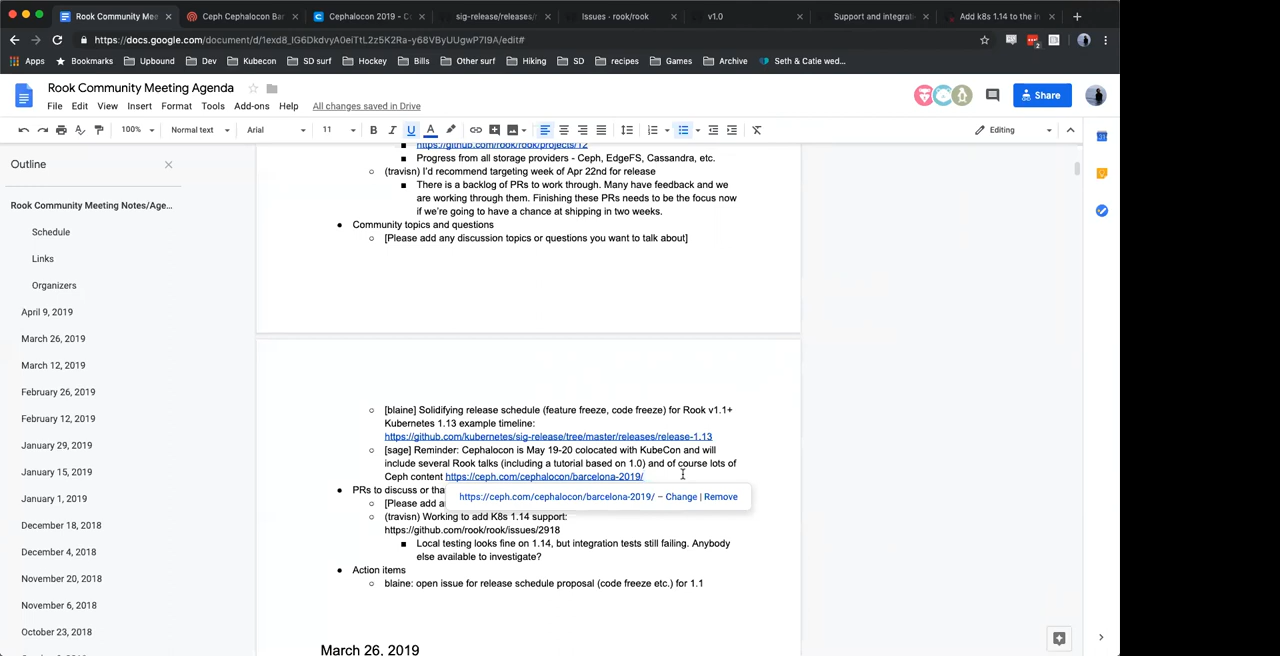 Rook Community Mee
Ceph Cephalocon Bar
Cephalocon 2019 - C
sig-release/releases/r
Issues · rook/rook
v1.0
Support and integrati
Add k8s 1.14 to the in
https://docs.google.com/document/d/1exd8_IG6DkdvyA0eiTtL2z5K2Ra-y68VByUUgwP7I9A/edit#
Apps
Bookmarks
Upbound
Dev
Kubecon
SD surf
Hockey
Bills
Other surf
Hiking
SD
recipes
Games
Archive
Seth & Catie wed...
Rook Community Meeting Agenda
File Edit View Insert Format Tools Add-ons Help All changes saved in Drive
Share
100% Normal text Arial 11 B I U A Editing
Outline
Rook Community Meeting Notes/Age...
Schedule
Links
Organizers
April 9, 2019
March 26, 2019
March 12, 2019
February 26, 2019
February 12, 2019
January 29, 2019
January 15, 2019
January 1, 2019
December 18, 2018
December 4, 2018
November 20, 2018
November 6, 2018
October 23, 2018
https://github.com/rook/rook/projects/12
Progress from all storage providers - Ceph, EdgeFS, Cassandra, etc.
(travisn) I'd recommend targeting week of Apr 22nd for release
There is a backlog of PRs to work through. Many have feedback and we
are working through them. Finishing these PRs needs to be the focus now
if we're going to have a chance at shipping in two weeks.
Community topics and questions
[Please add any discussion topics or questions you want to talk about]
[blaine] Solidifying release schedule (feature freeze, code freeze) for Rook v1.1+
Kubernetes 1.13 example timeline:
https://github.com/kubernetes/sig-release/tree/master/releases/release-1.13
[sage] Reminder: Cephalocon is May 19-20 colocated with KubeCon and will
include several Rook talks (including a tutorial based on 1.0) and of course lots of
Ceph content https://ceph.com/cephalocon/barcelona-2019/
PRs to discuss or tha
https://ceph.com/cephalocon/barcelona-2019/ – Change | Remove
[Please add a
(travisn) Working to add K8s 1.14 support:
https://github.com/rook/rook/issues/2918
Local testing looks fine on 1.14, but integration tests still failing. Anybody
else available to investigate?
Action items
blaine: open issue for release schedule proposal (code freeze etc.) for 1.1
March 26, 2019